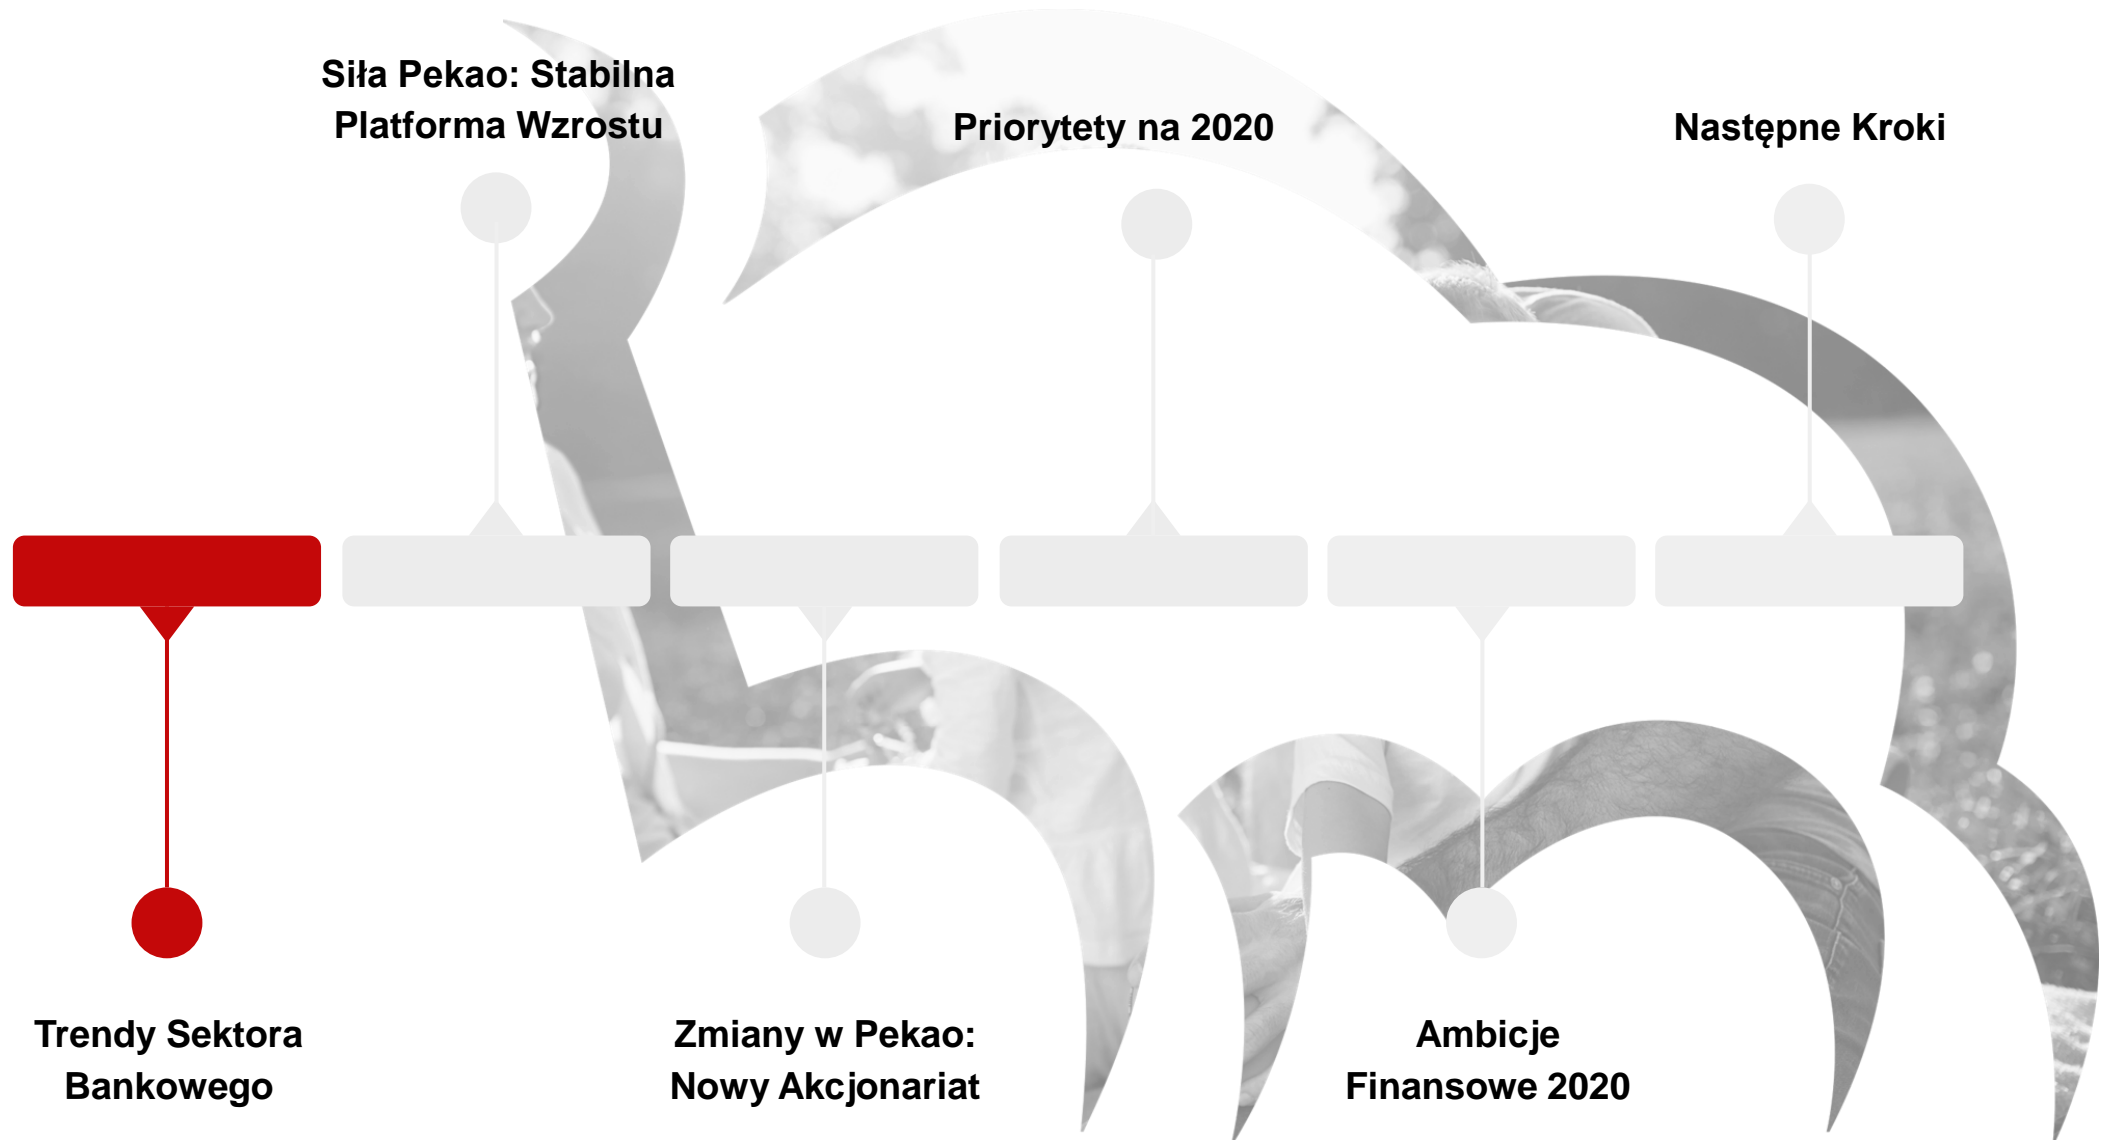 Siła Pekao: Stabilna
Platforma Wzrostu
Priorytety na 2020
Następne Kroki
Trendy Sektora
Bankowego
Zmiany w Pekao:
Nowy Akcjonariat
Ambicje
Finansowe 2020